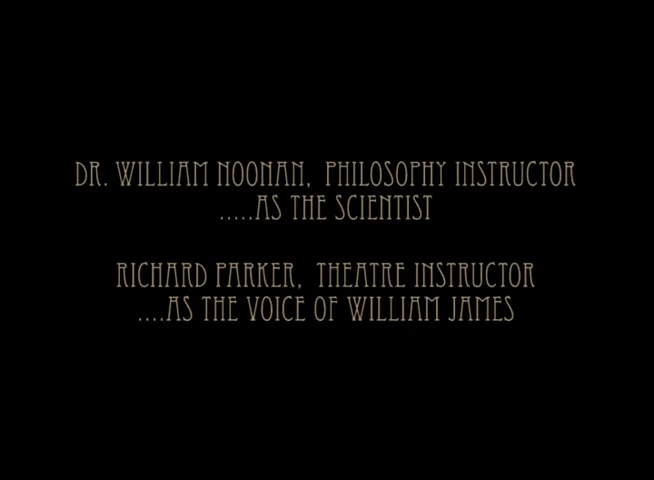 DR. WILLIAM NOONAN, PHILOSOPHY INSTRUCTOR
.....AS THE SCIENTIST
RICHARD PARKER, THEATRE INSTRUCTOR
....AS THE VOICE OF WILLIAM JAMES